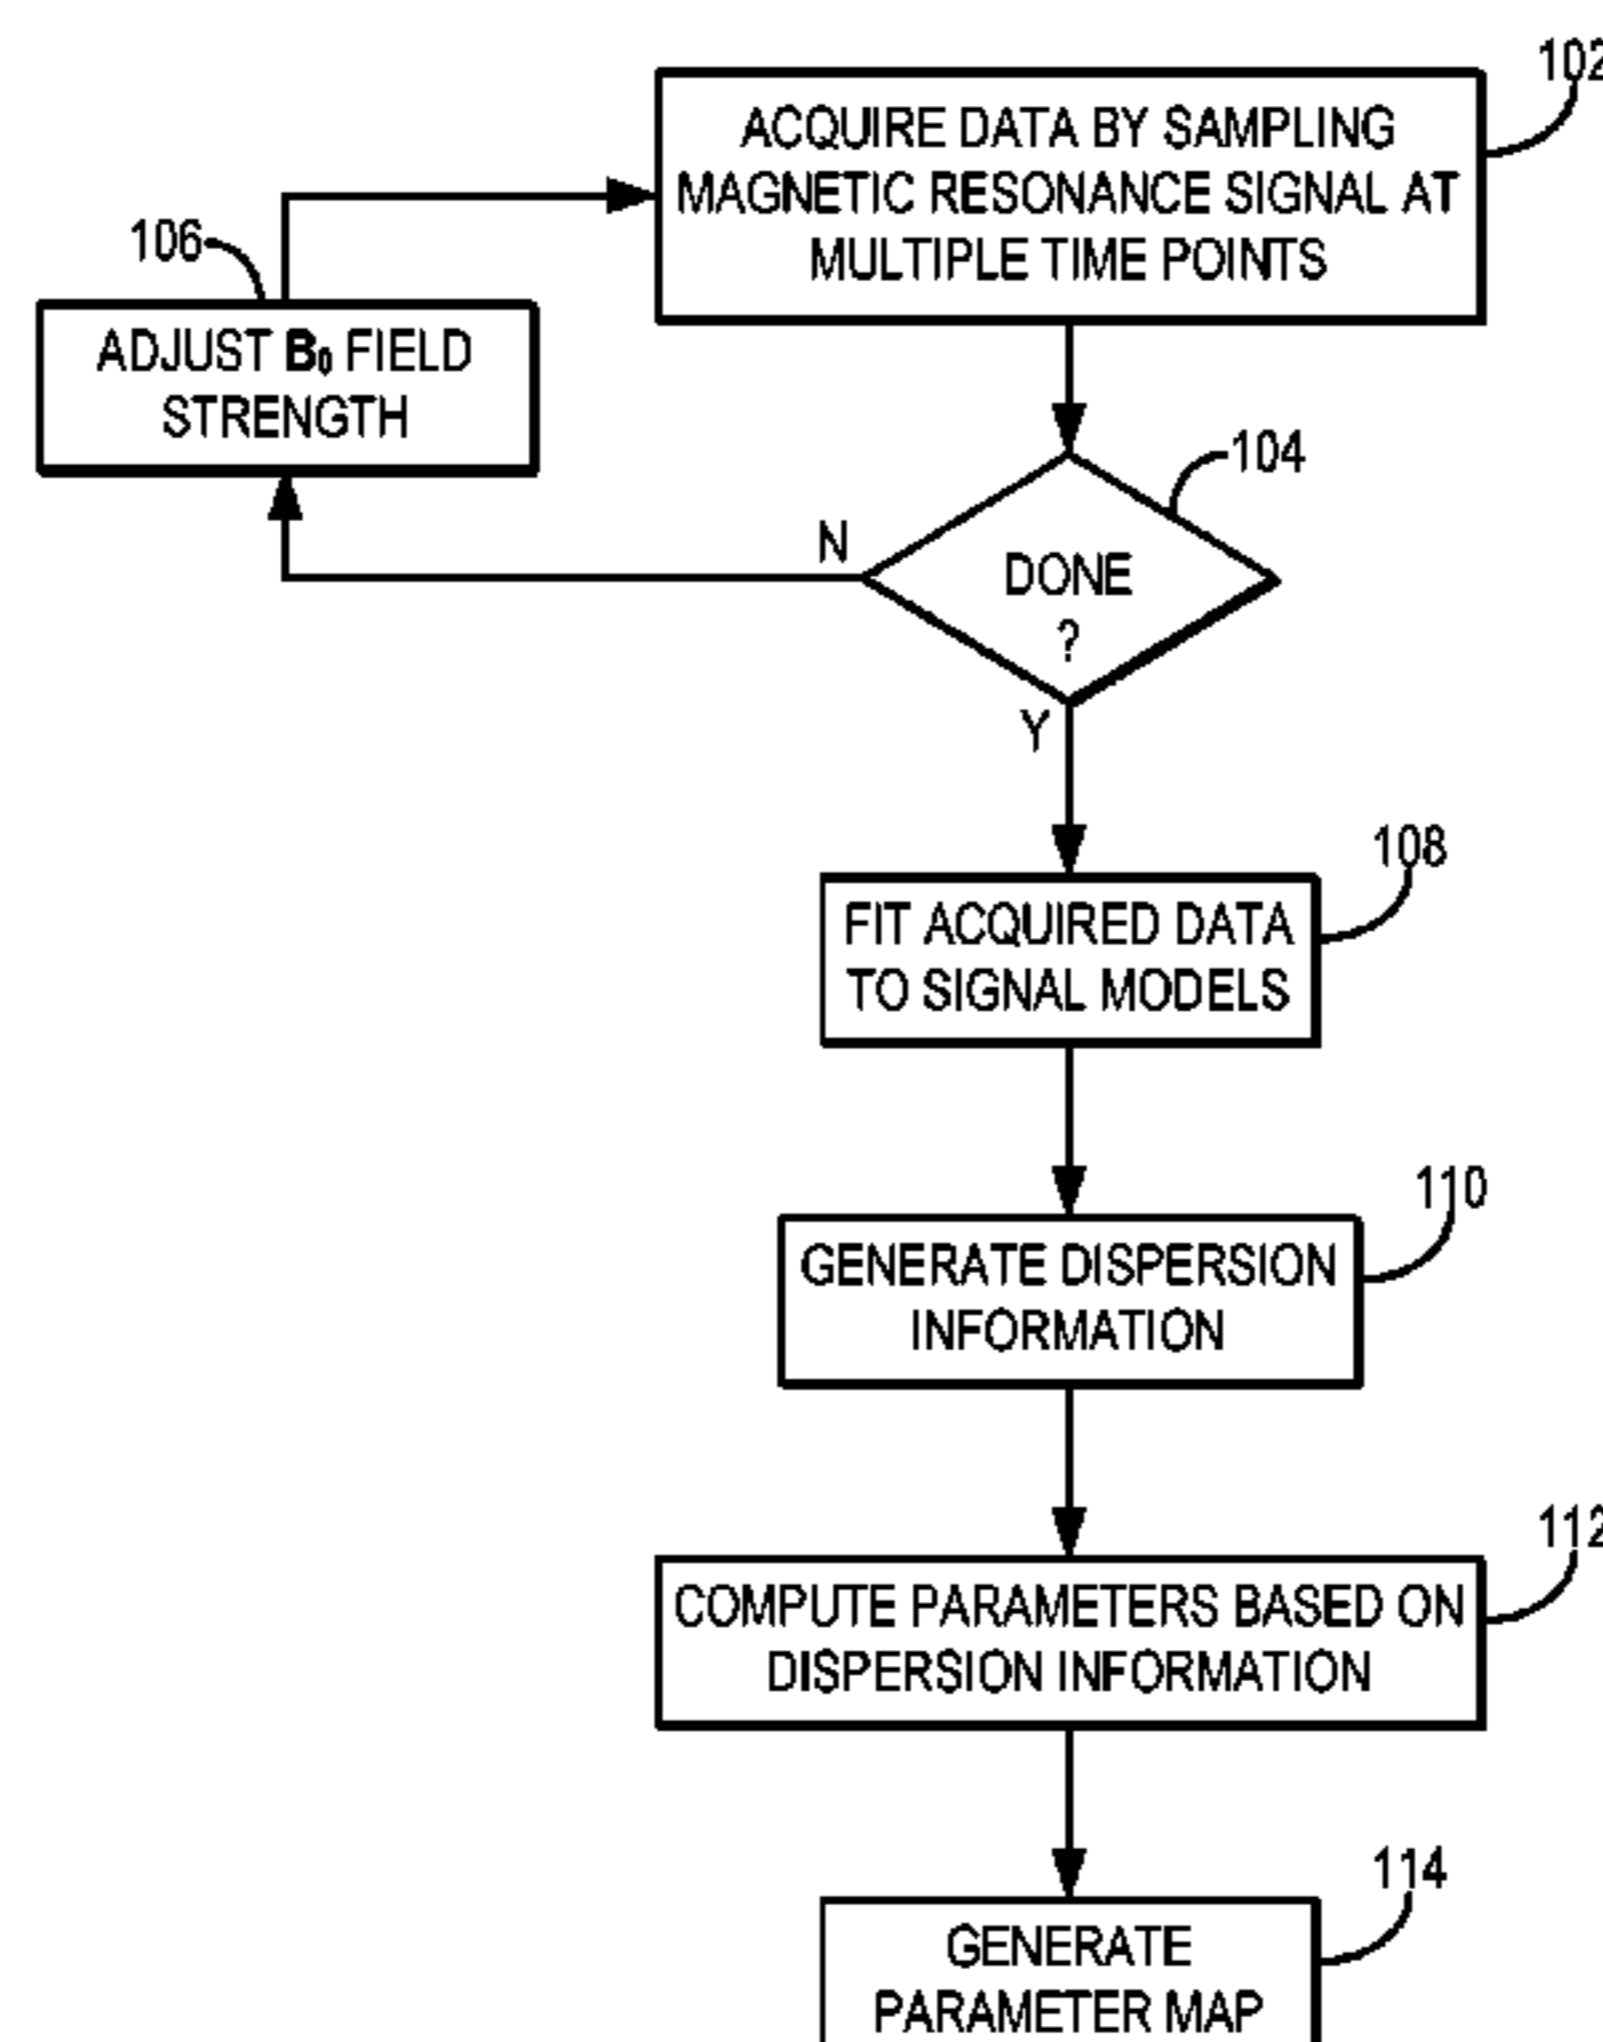 102
ACQUIRE DATA BY SAMPLING
MAGNETIC RESONANCE SIGNAL AT
MULTIPLE TIME POINTS
106
ADJUST B₀ FIELD
STRENGTH
104
N
DONE
?
Y
108
FIT ACQUIRED DATA
TO SIGNAL MODELS
110
GENERATE DISPERSION
INFORMATION
112
COMPUTE PARAMETERS BASED ON
DISPERSION INFORMATION
114
GENERATE
PARAMETER MAP